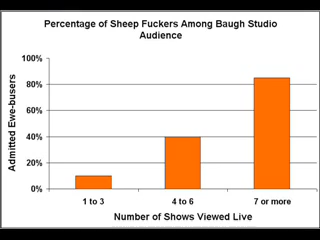 Percentage of Sheep Fuckers Among Baugh Studio
Audience
Admitted Ewe-busers
100%
80%
60%
40%
20%
0%
1 to 3
4 to 6
7 or more
Number of Shows Viewed Live